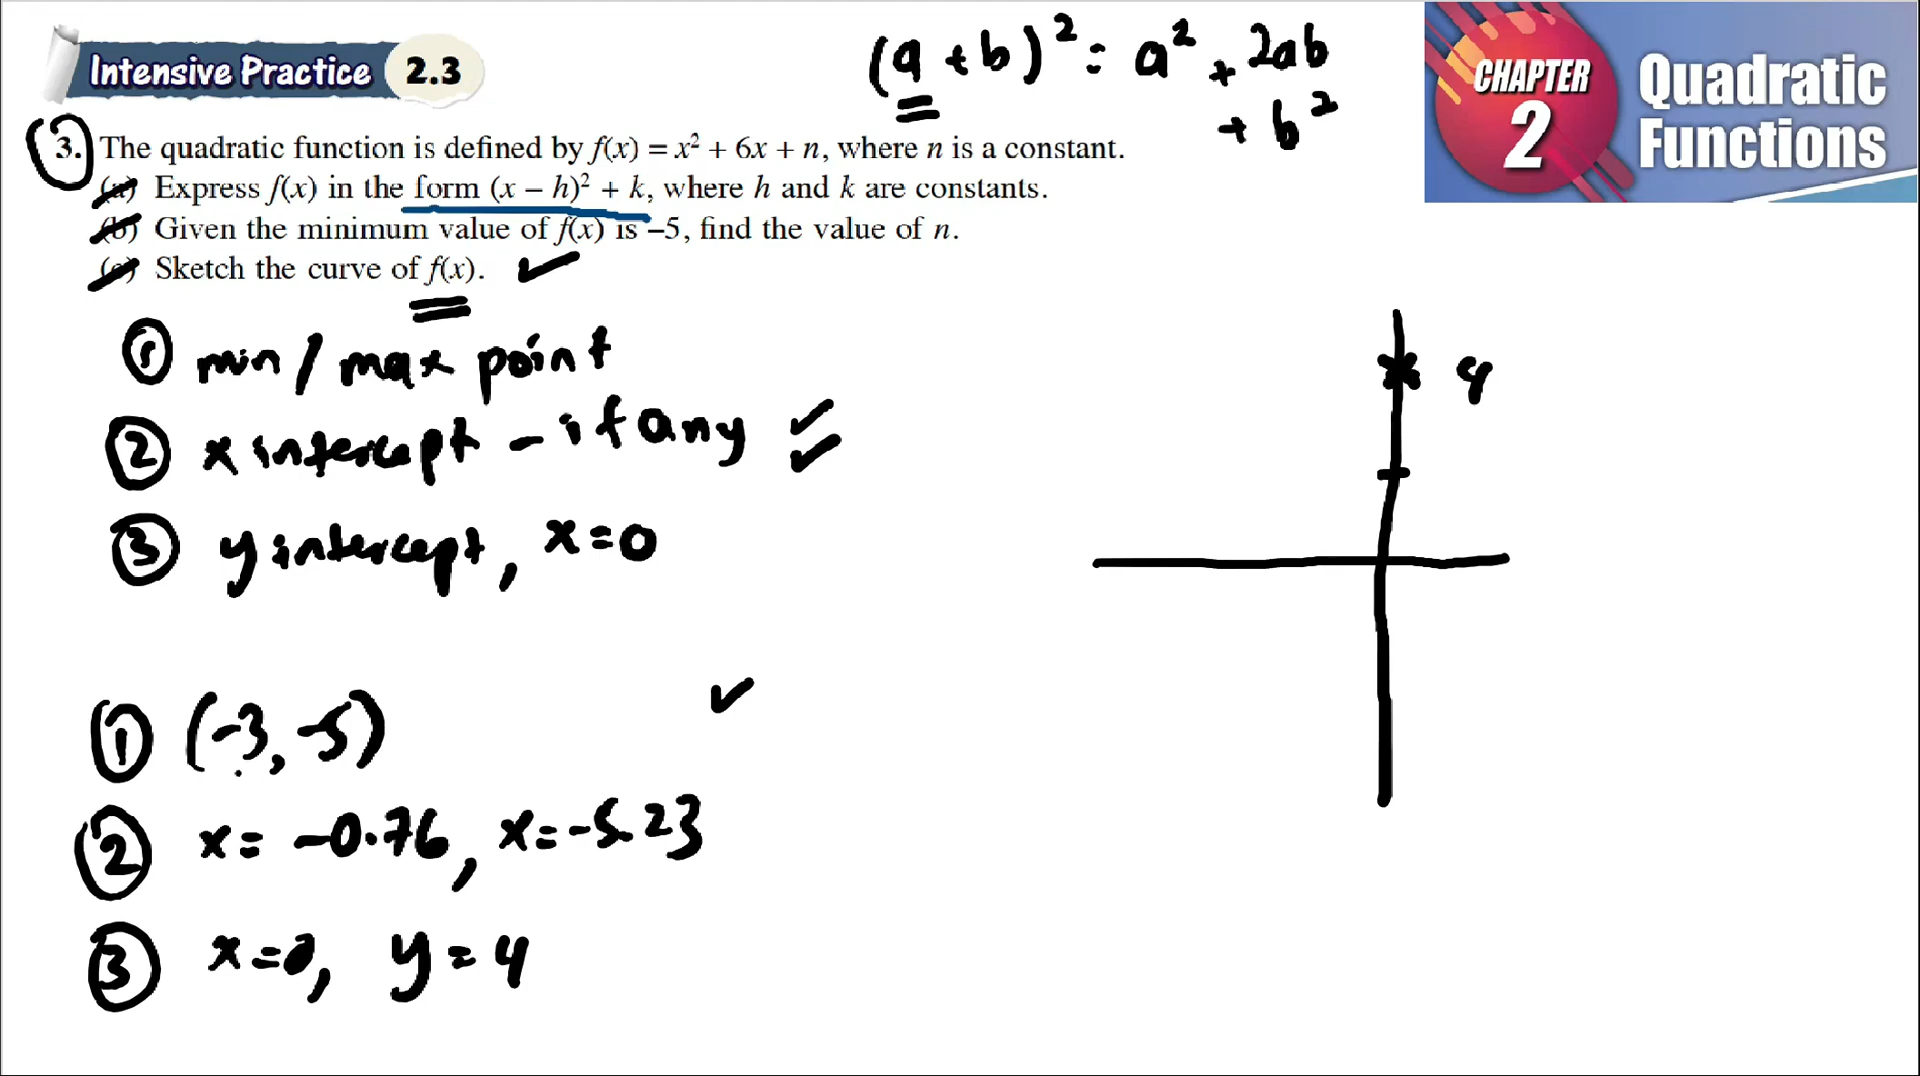 Intensive Practice 2.3
(a + b)² = a² + 2ab
+ b²
CHAPTER 2
Quadratic Functions
3. The quadratic function is defined by f(x) = x² + 6x + n, where n is a constant.
(a) Express f(x) in the form (x – h)² + k, where h and k are constants.
(b) Given the minimum value of f(x) is –5, find the value of n.
(c) Sketch the curve of f(x).
① min / max point
② x intercept - if any
③ y intercept, x = 0
4
① (-3, -5)
② x = -0.76, x = -5.23
③ x = 0, y = 4